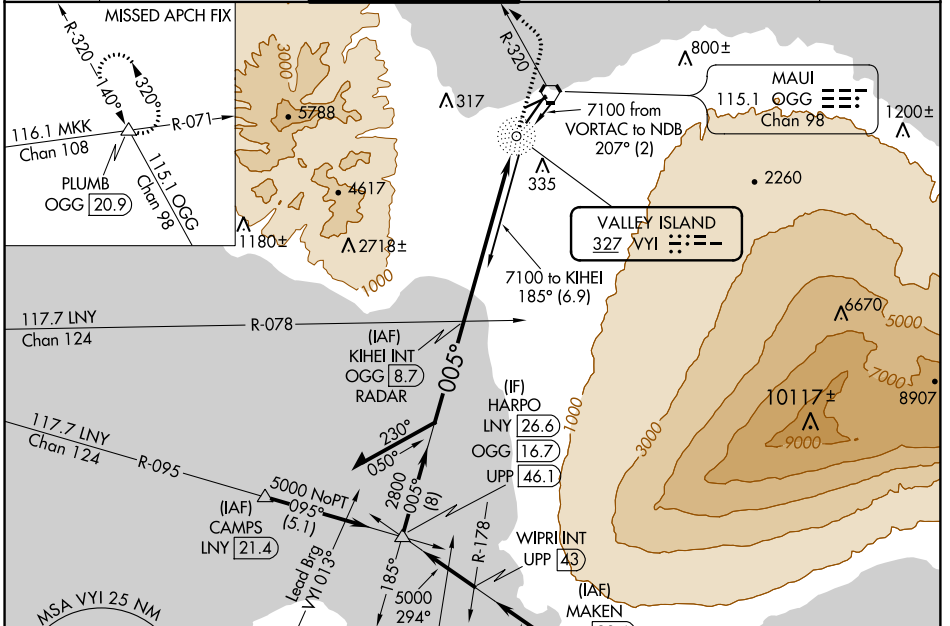 MISSED APCH FIX
R-320
140°
320°
116.1 MKK
Chan 108
R-071
PLUMB
OGG 20.9
115.1 OGG
Chan 98
3000
5788
4617
1180±
2718±
1000
317
R-320
800±
MAUI
115.1 OGG
Chan 98
1200±
7100 from
VORTAC to NDB
207° (2)
335
2260
VALLEY ISLAND
327 VYI
7100 to KIHEI
185° (6.9)
117.7 LNY
Chan 124
R-078
(IAF)
KIHEI INT
OGG 8.7
RADAR
005°
6670
5000
7000
8907
10117±
9000
1000
3000
(IF)
HARPO
LNY 26.6
OGG 16.7
UPP 46.1
230°
050°
117.7 LNY
Chan 124
R-095
5000 NoPT
095°
(5.1)
(IAF)
CAMPS
LNY 21.4
2800
005°
(8)
R-178
WIPRI INT
UPP 43
Lead Brg
VYI 013°
185°
5000
294°
(IAF)
MAKEN
MSA VYI 25 NM